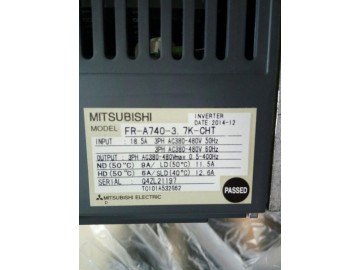 MITSUBISHI
INVERTER
DATE:2014-12
MODEL FR-A740-3.7K-CHT
INPUT : 18.5A 3PH AC380-480V 50Hz
3PH AC380-480V 60Hz
OUTPUT : 3PH AC380-480Vmax 0.5-400Hz
ND (50°C) 9A/ LD(50°C) 11.5A
HD (50°C) 6A/SLD(40°C) 12.6A
SERIAL :
TC101A532G62
MITSUBISHI ELECTRIC
PASSED